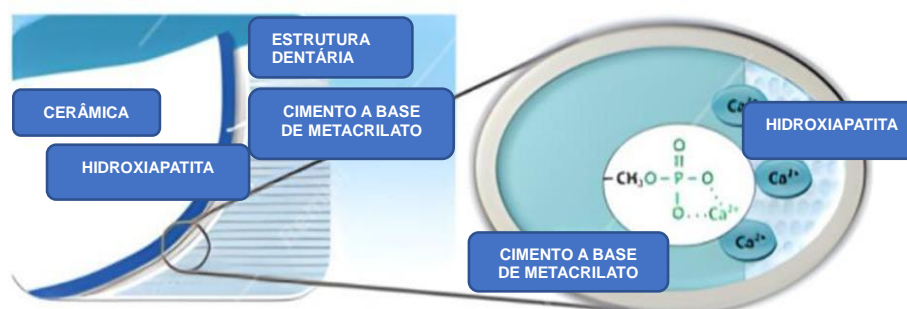 ESTRUTURA
DENTÁRIA
CERÂMICA
CIMENTO A BASE
DE METACRILATO
HIDROXIAPATITA
Ca²⁺
HIDROXIAPATITA
O
CH₃O–P–O
Ca²⁺
O...Ca²⁺
Ca²⁺
CIMENTO A BASE
DE METACRILATO